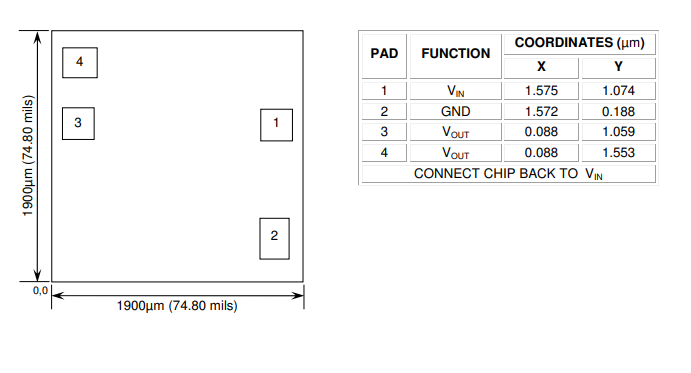 4
3
1
2
1900µm (74.80 mils)
0,0
1900µm (74.80 mils)
PAD FUNCTION COORDINATES (µm)
X Y
1 VIN 1.575 1.074
2 GND 1.572 0.188
3 VOUT 0.088 1.059
4 VOUT 0.088 1.553
CONNECT CHIP BACK TO VIN